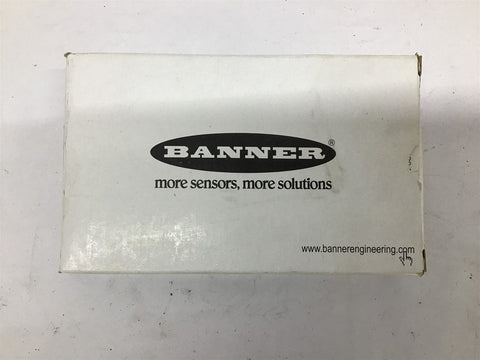 BANNER®
more sensors, more solutions
www.bannerengineering.com